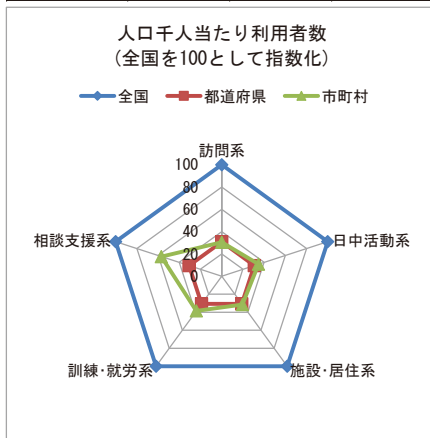 人口千人当たり利用者数
(全国を100として指数化)
全国 都道府県 市町村
訪問系
100
80
60
40
20
0
日中活動系
施設・居住系
訓練・就労系
相談支援系